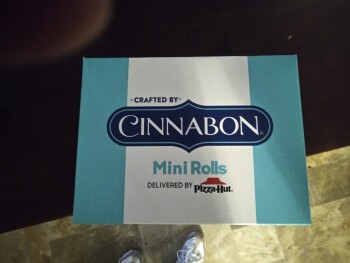 -CRAFTED BY-
CINNABON®
Mini Rolls
DELIVERED BY Pizza Hut